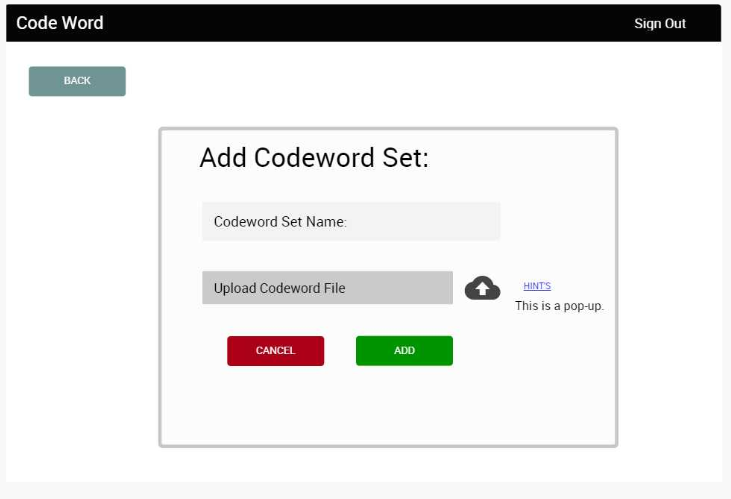 Code Word
Sign Out
BACK
Add Codeword Set:
Codeword Set Name:
Upload Codeword File
HINT'S
This is a pop-up.
CANCEL
ADD